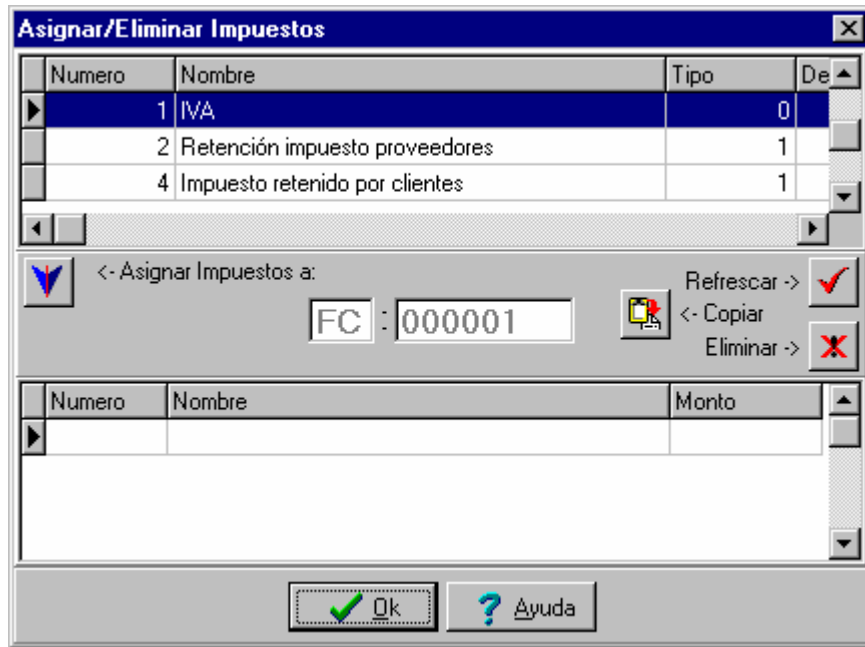 Asignar/Eliminar Impuestos
Numero Nombre Tipo De
1 IVA 0
2 Retención impuesto proveedores 1
4 Impuesto retenido por clientes 1
<- Asignar Impuestos a:
Refrescar ->
FC : 000001
<- Copiar
Eliminar ->
Numero Nombre Monto
Ok Ayuda